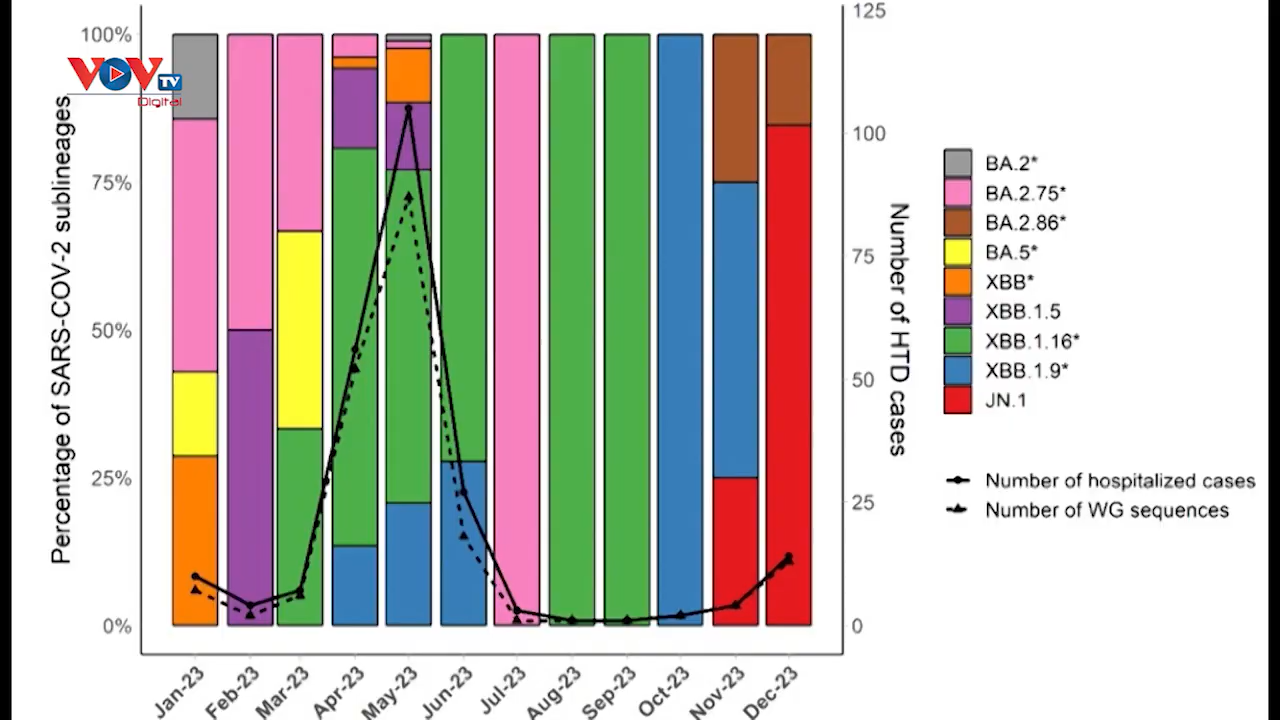 VOV TV
Digital
Percentage of SARS-COV-2 sublineages
100%
75%
50%
25%
0%
125
100
75
50
25
0
Number of HTD cases
Jan-23
Feb-23
Mar-23
Apr-23
May-23
Jun-23
Jul-23
Aug-23
Sep-23
Oct-23
Nov-23
Dec-23
BA.2*
BA.2.75*
BA.2.86*
BA.5*
XBB*
XBB.1.5
XBB.1.16*
XBB.1.9*
JN.1
Number of hospitalized cases
Number of WG sequences